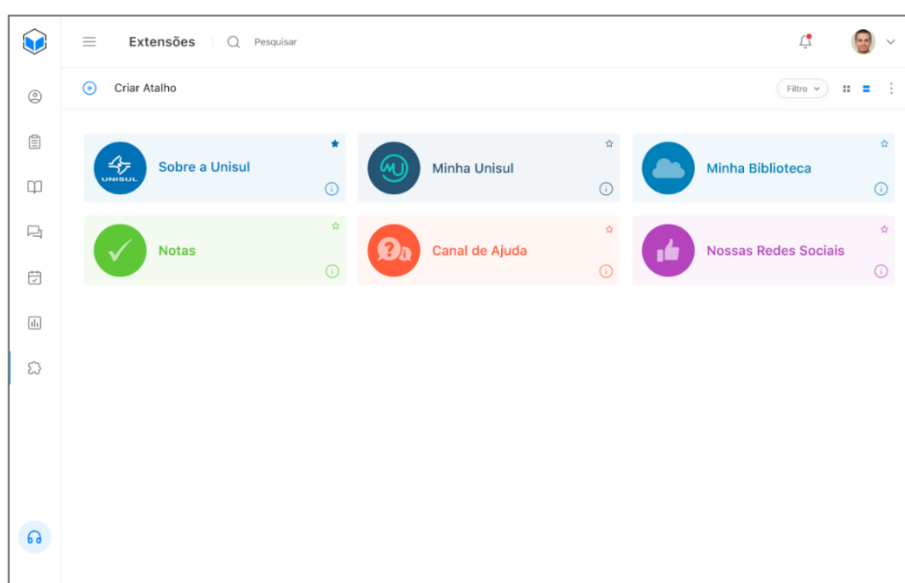 Extensões
Pesquisar
Criar Atalho
Filtro
UNISUL
Sobre a Unisul
Minha Unisul
Minha Biblioteca
Notas
Canal de Ajuda
Nossas Redes Sociais